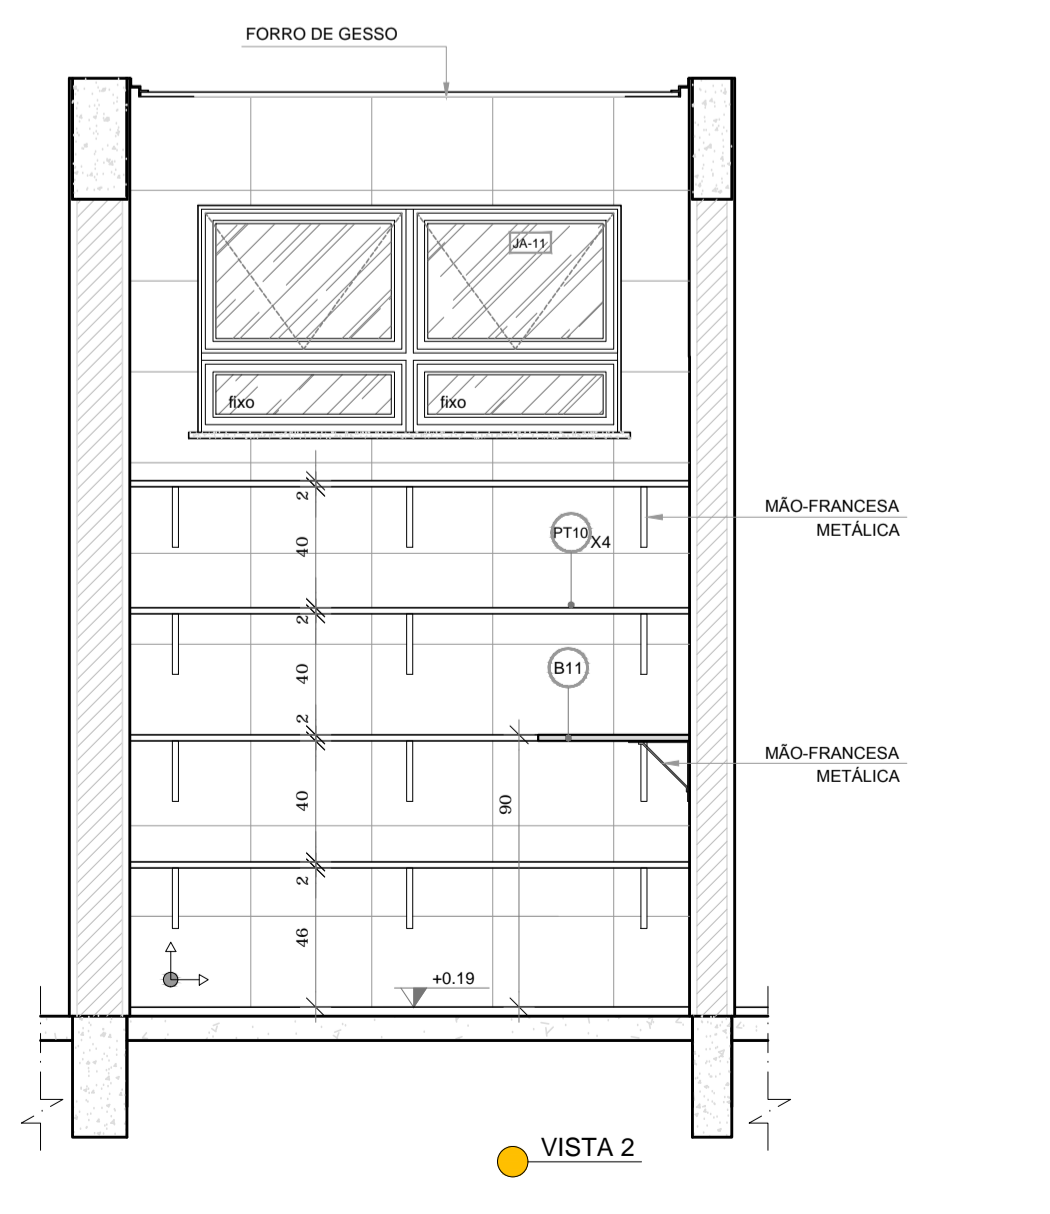 FORRO DE GESSO
JA-11
fixo
fixo
2
MÃO-FRANCESA
METÁLICA
PT10
X4
40
2
B11
40
2
MÃO-FRANCESA
METÁLICA
40
90
2
46
+0.19
VISTA 2